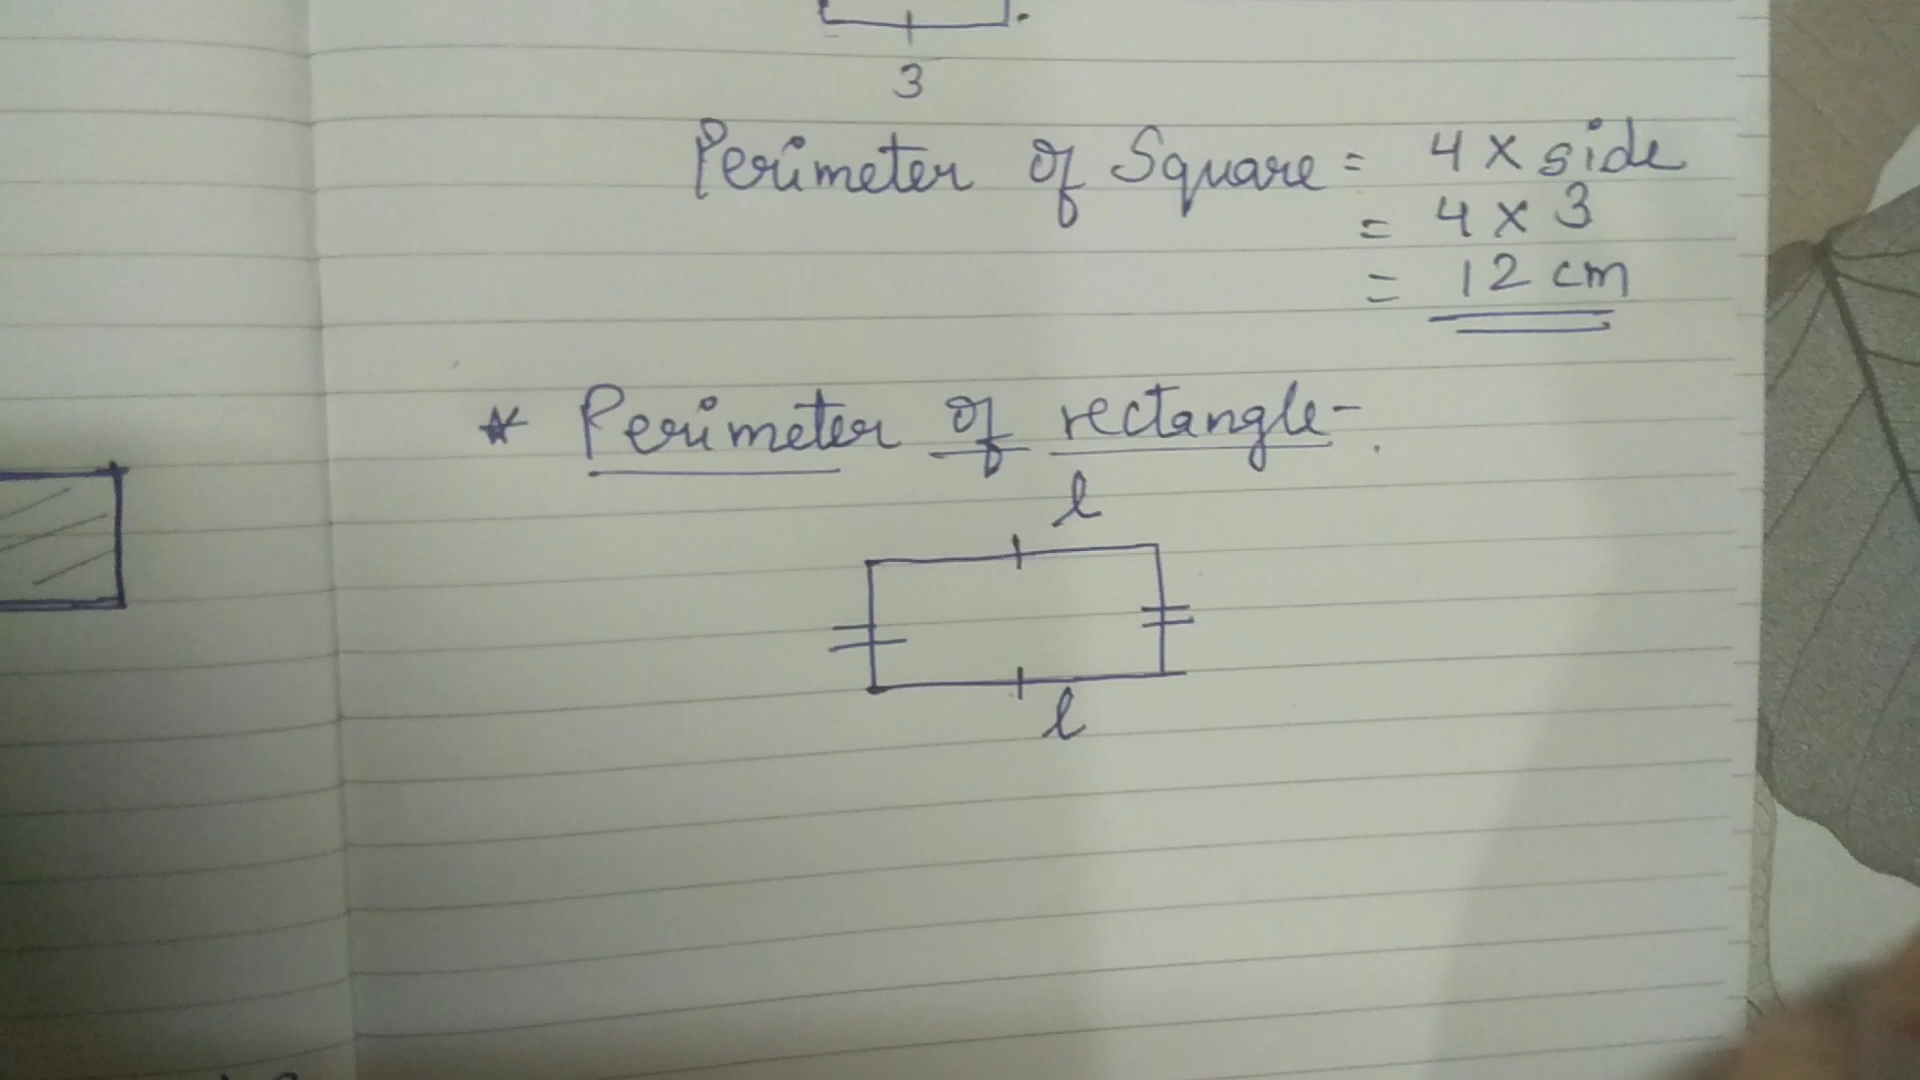 3
Perimeter of Square = 4 x side
= 4 x 3
= 12 cm
* Perimeter of rectangle-
l
l